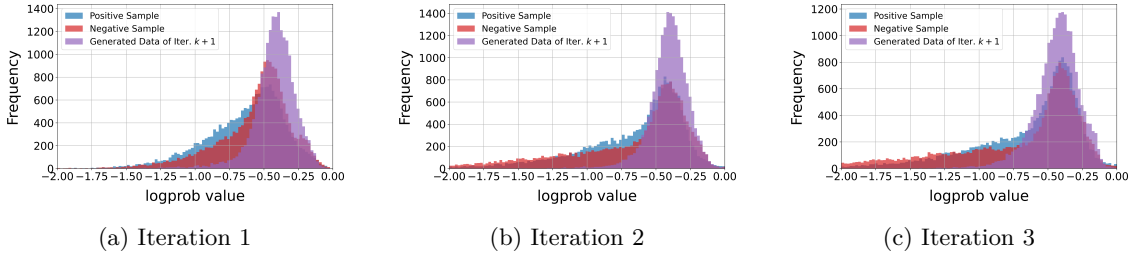 Positive Sample
Negative Sample
Generated Data of Iter. k + 1
Frequency
1400
1200
1000
800
600
400
200
0
−2.00 −1.75 −1.50 −1.25 −1.00 −0.75 −0.50 −0.25 0.00
logprob value
(a) Iteration 1
Positive Sample
Negative Sample
Generated Data of Iter. k + 1
Frequency
1400
1200
1000
800
600
400
200
0
−2.00 −1.75 −1.50 −1.25 −1.00 −0.75 −0.50 −0.25 0.00
logprob value
(b) Iteration 2
Positive Sample
Negative Sample
Generated Data of Iter. k + 1
Frequency
1200
1000
800
600
400
200
0
−2.00 −1.75 −1.50 −1.25 −1.00 −0.75 −0.50 −0.25 0.00
logprob value
(c) Iteration 3